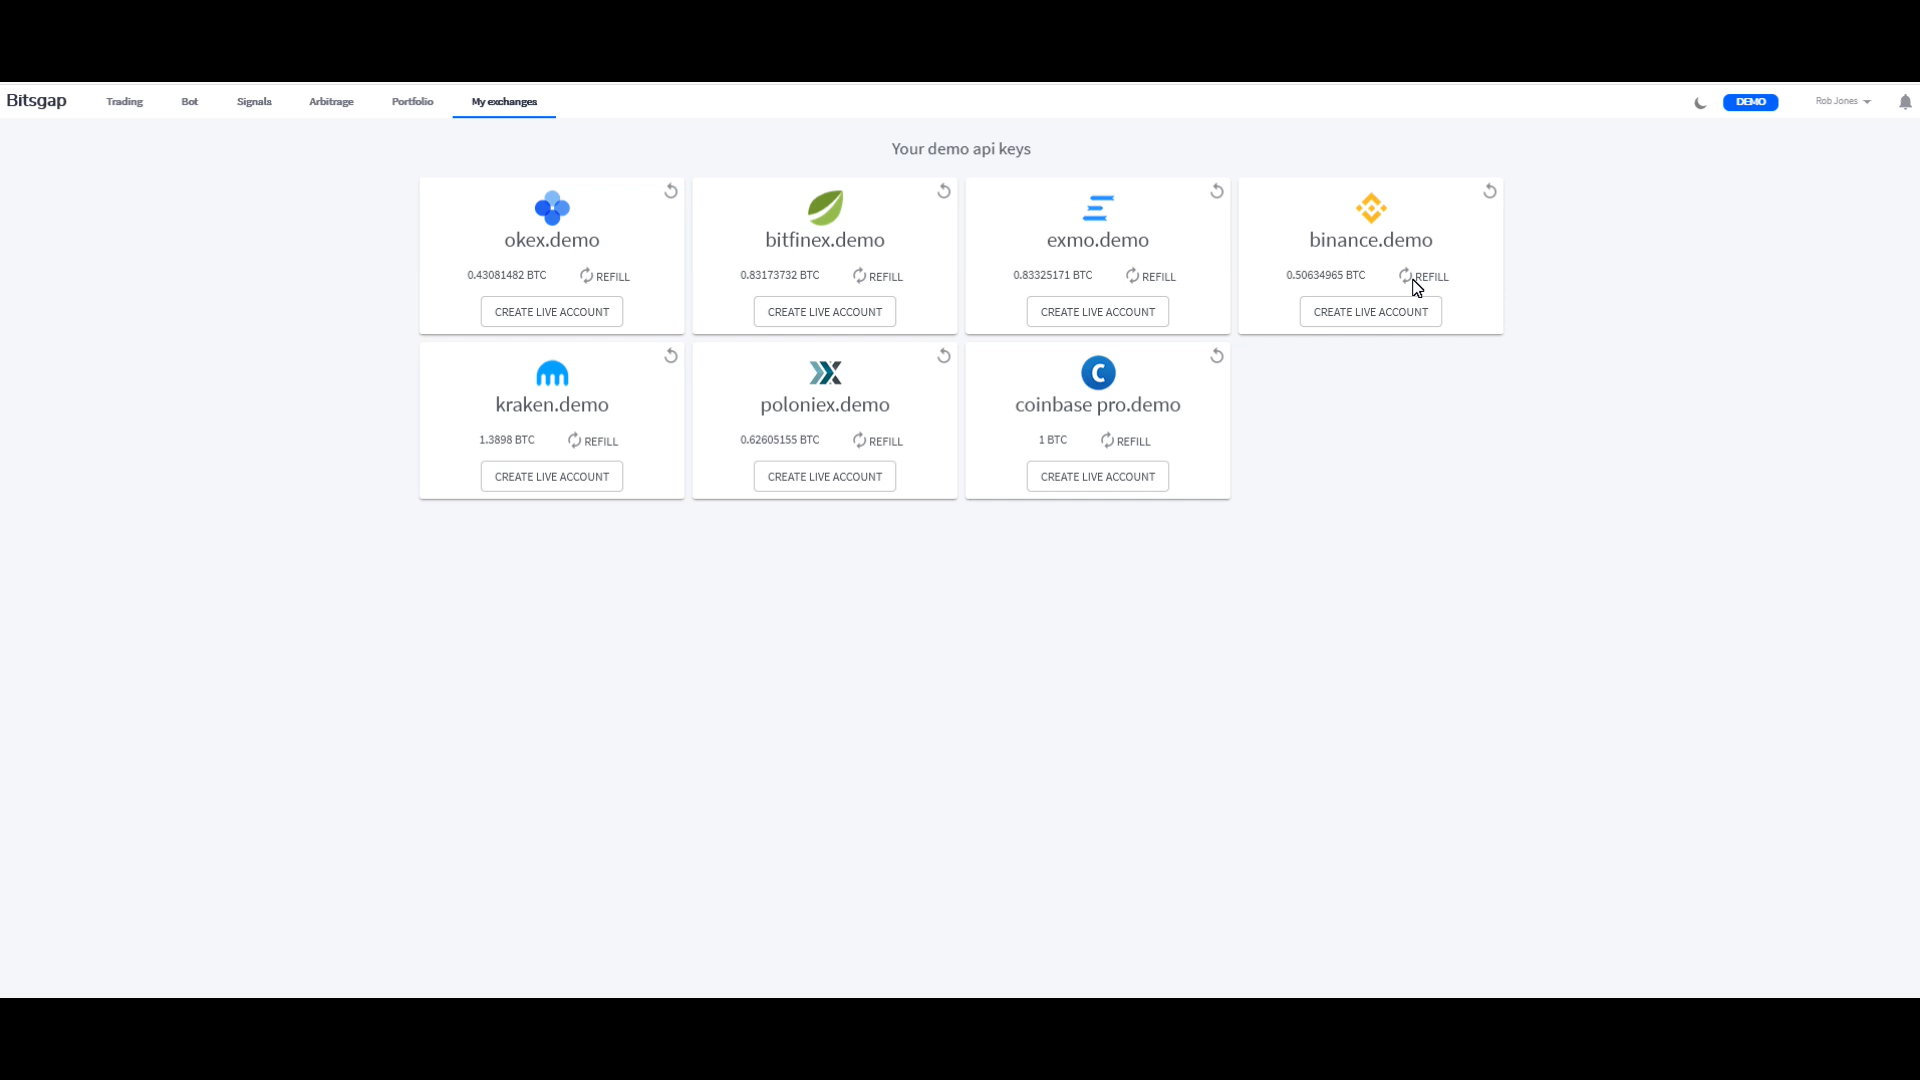 Bitsgap Trading Bot Signals Arbitrage Portfolio My exchanges DEMO Rob Jones
Your demo api keys
okex.demo
0.43081482 BTC REFILL
CREATE LIVE ACCOUNT
bitfinex.demo
0.83173732 BTC REFILL
CREATE LIVE ACCOUNT
exmo.demo
0.83325171 BTC REFILL
CREATE LIVE ACCOUNT
binance.demo
0.50634965 BTC REFILL
CREATE LIVE ACCOUNT
kraken.demo
1.3898 BTC REFILL
CREATE LIVE ACCOUNT
poloniex.demo
0.62605155 BTC REFILL
CREATE LIVE ACCOUNT
C
coinbase pro.demo
1 BTC REFILL
CREATE LIVE ACCOUNT